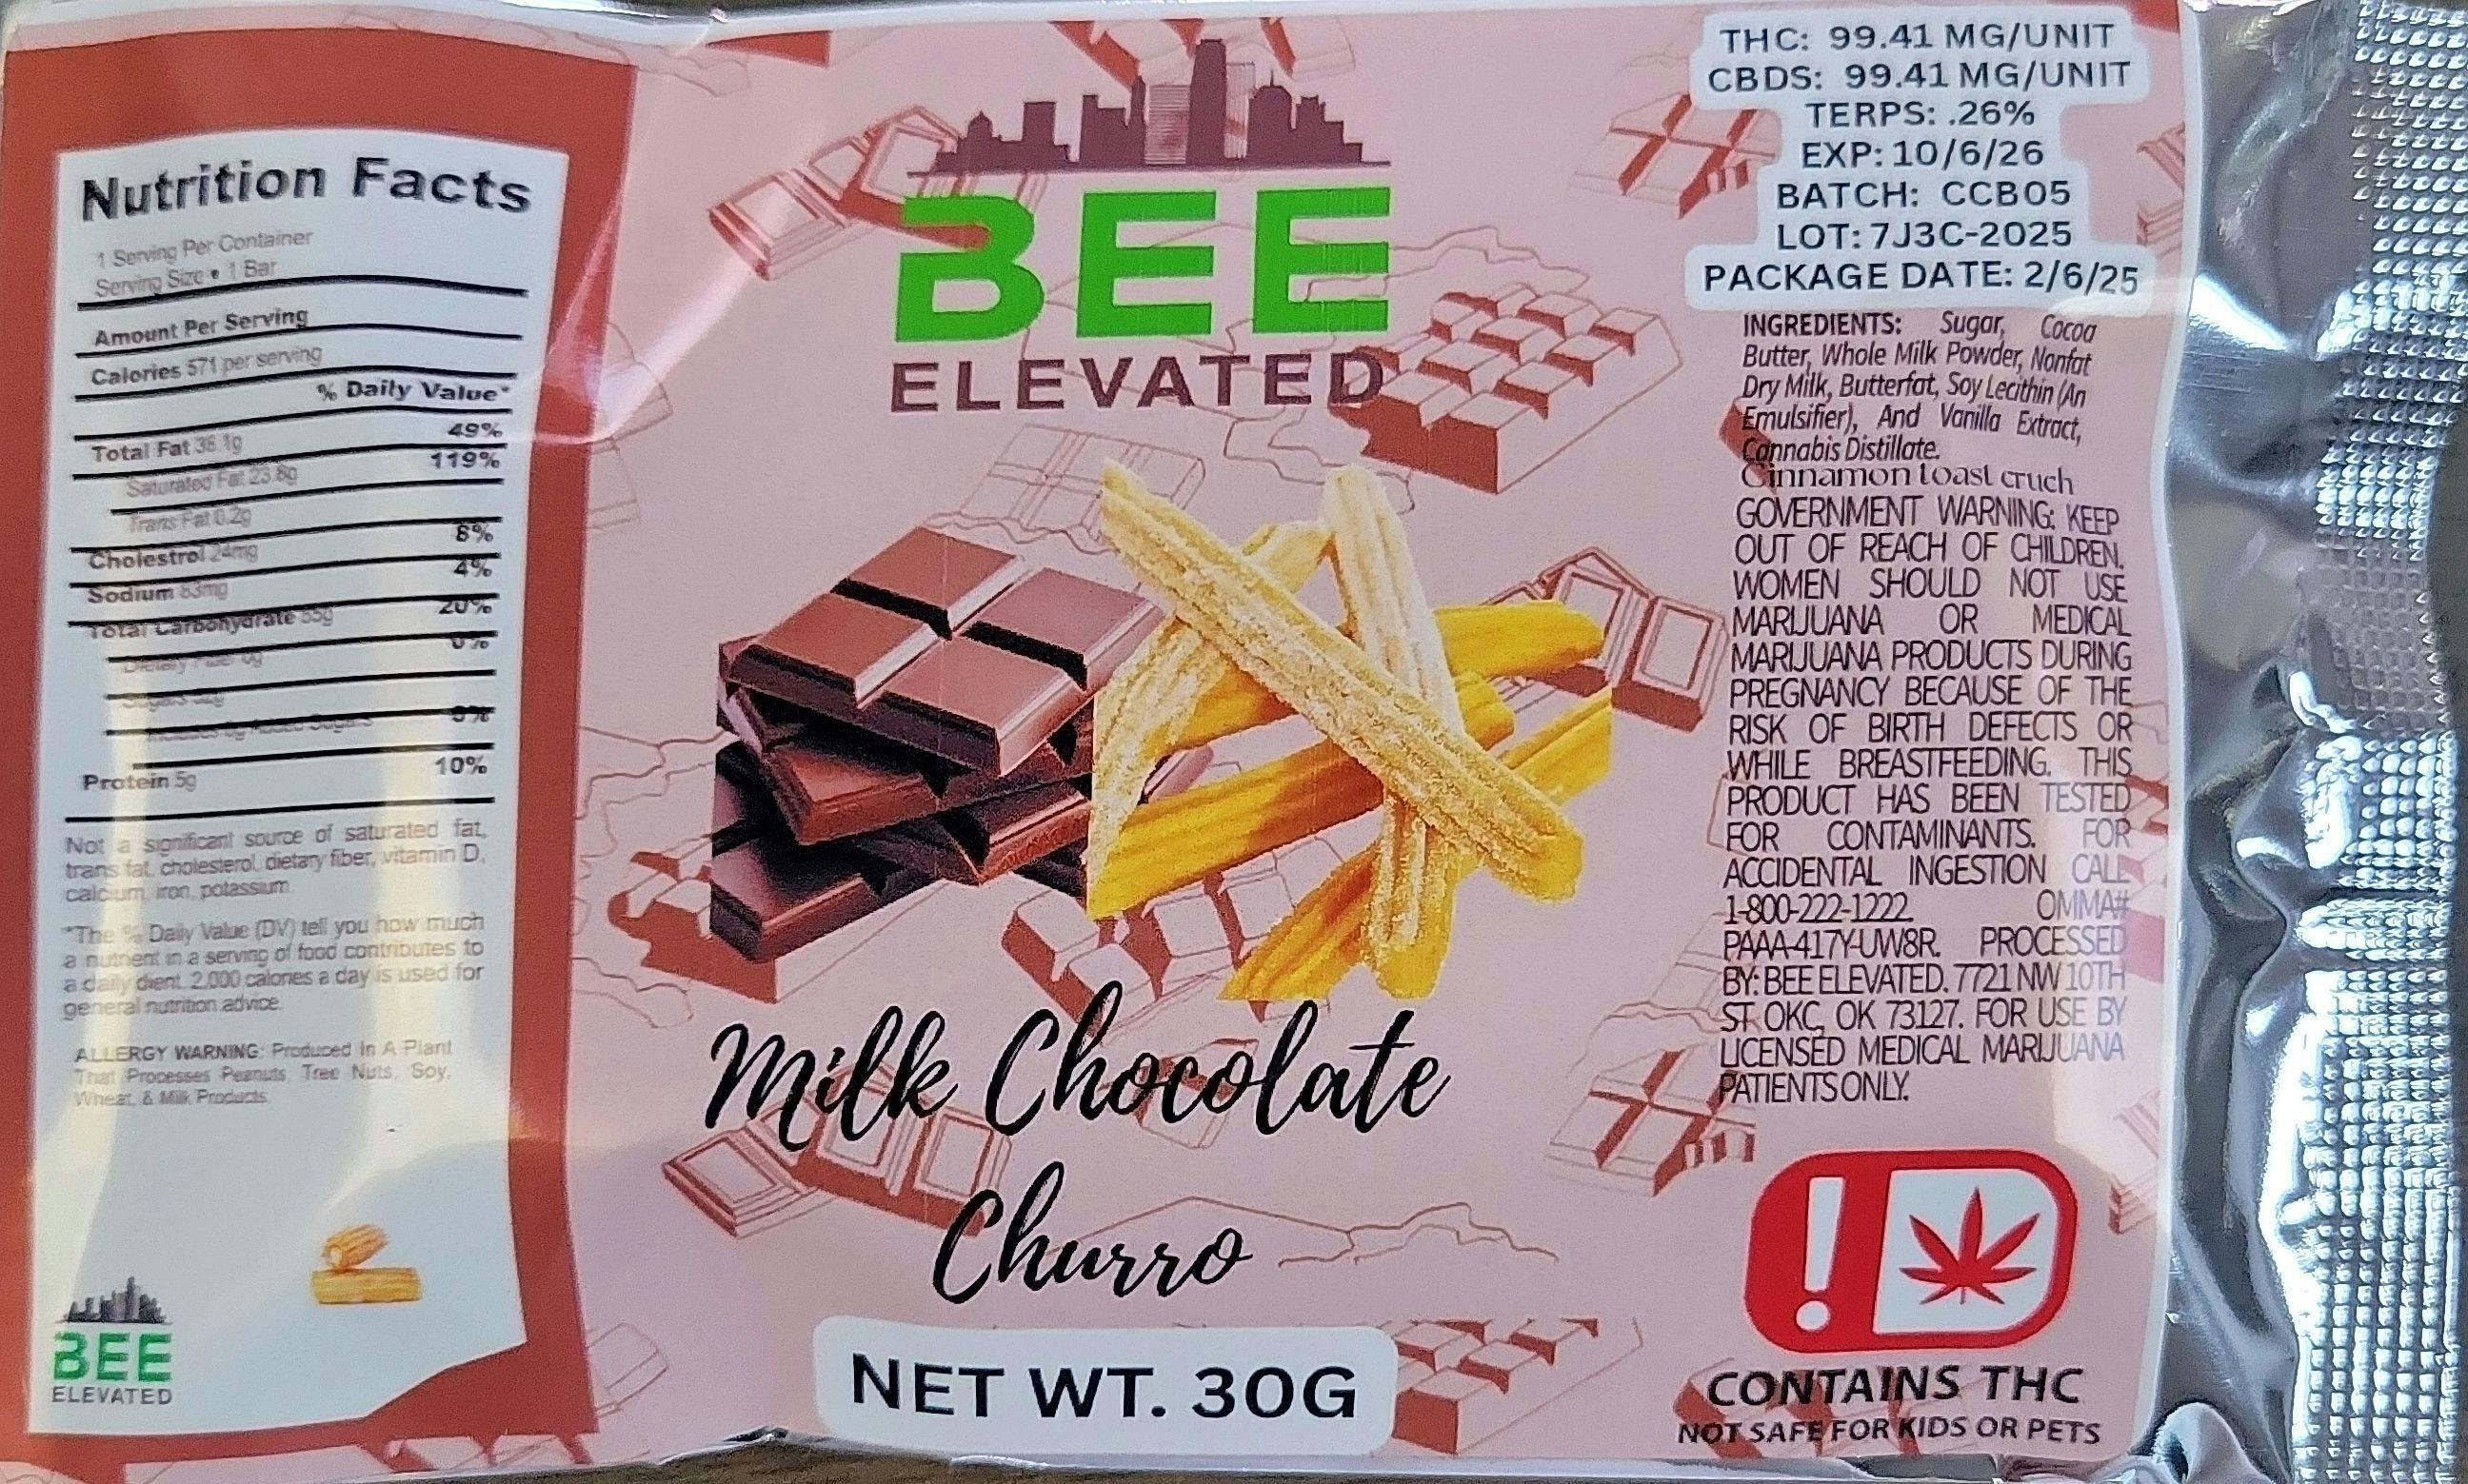 Nutrition Facts
1 Serving Per Container
Serving Size • 1 Bar
Amount Per Serving
Calories 571 per serving
% Daily Value*
Total Fat 38.1g 49%
Saturated Fat 23.8g 119%
Trans Fat 0.2g
Cholestrol 24mg 8%
Sodium 83mg 4%
Total Carbohydrate 55g 20%
Dietary Fiber 0g 0%
Sugars 52g
Added Sugars
Protein 5g 10%
Not a significant source of saturated fat,
trans fat, cholesterol, dietary fiber, vitamin D,
calcium, iron, potassium.
*The % Daily Value (DV) tell you how much
a nutrient in a serving of food contributes to
a daily dient. 2,000 calories a day is used for
general nutrition advice.
ALLERGY WARNING: Produced In A Plant
That Processes Peanuts, Tree Nuts, Soy,
Wheat, & Milk Products.
BEE
ELEVATED
BEE
ELEVATED
Milk Chocolate
Churro
NET WT. 30G
THC: 99.41 MG/UNIT
CBDS: 99.41 MG/UNIT
TERPS: .26%
EXP: 10/6/26
BATCH: CCB05
LOT: 7J3C-2025
PACKAGE DATE: 2/6/25
INGREDIENTS: Sugar, Cocoa
Butter, Whole Milk Powder, Nonfat
Dry Milk, Butterfat, Soy Lecithin (An
Emulsifier), And Vanilla Extract,
Cannabis Distillate.
Cinnamon toast cruch
GOVERNMENT WARNING: KEEP
OUT OF REACH OF CHILDREN.
WOMEN SHOULD NOT USE
MARIJUANA OR MEDICAL
MARIJUANA PRODUCTS DURING
PREGNANCY BECAUSE OF THE
RISK OF BIRTH DEFECTS OR
WHILE BREASTFEEDING. THIS
PRODUCT HAS BEEN TESTED
FOR CONTAMINANTS. FOR
ACCIDENTAL INGESTION CALL
1-800-222-1222 OMMA#
PAAA-417Y-UW8R. PROCESSED
BY: BEE ELEVATED. 7721 NW 10TH
ST. OKC, OK 73127. FOR USE BY
LICENSED MEDICAL MARIJUANA
PATIENTS ONLY.
CONTAINS THC
NOT SAFE FOR KIDS OR PETS